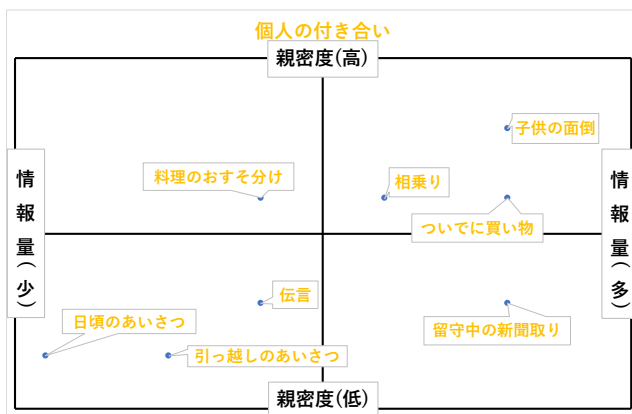 個人の付き合い
親密度(高)
子供の面倒
情報量(少)
料理のおすそ分け
相乗り
情報量(多)
ついでに買い物
伝言
日頃のあいさつ
留守中の新聞取り
引っ越しのあいさつ
親密度(低)